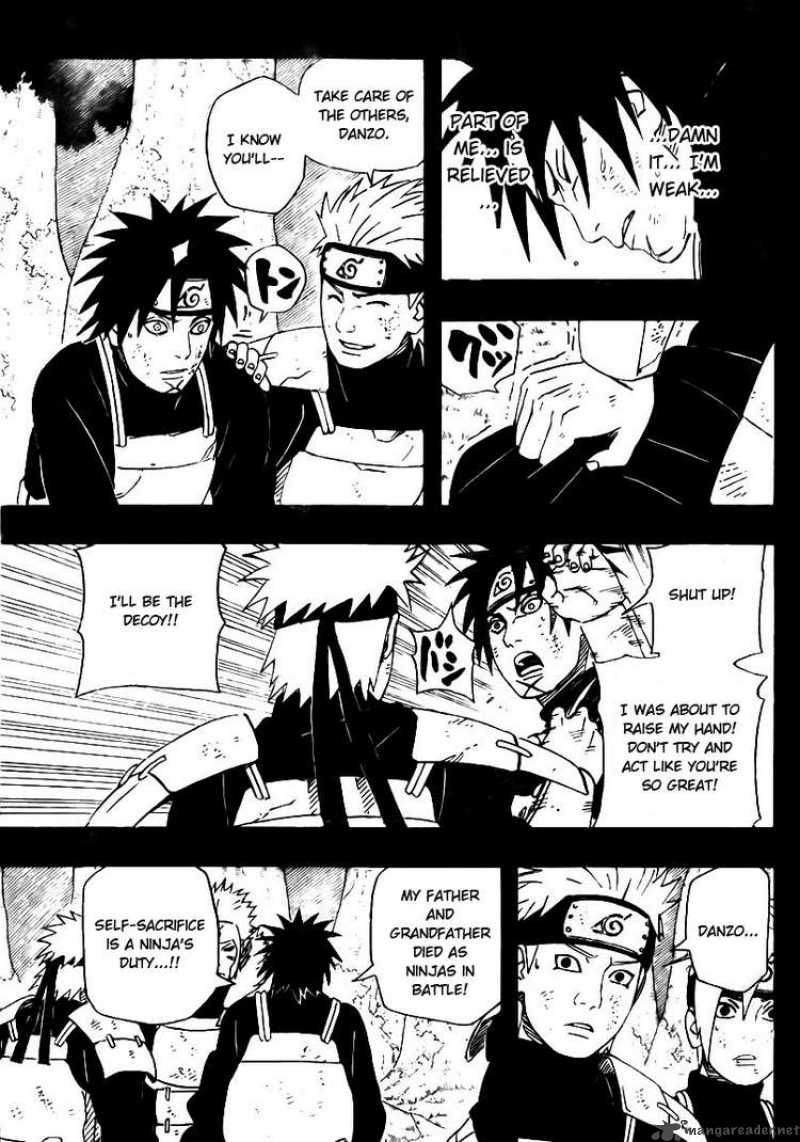 PART OF
ME... IS
RELIEVED
...
...DAMN
IT... I'M
WEAK...
TAKE CARE OF
THE OTHERS,
DANZO.
I KNOW
YOU'LL--
トン
グッ
SHUT UP!
I WAS ABOUT TO
RAISE MY HAND!
DON'T TRY AND
ACT LIKE YOU'RE
SO GREAT!
バッ
I'LL BE THE
DECOY!!
DANZO...
MY FATHER
AND
GRANDFATHER
DIED AS
NINJAS IN
BATTLE!
SELF-SACRIFICE
IS A NINJA'S
DUTY...!!
mangareader.net